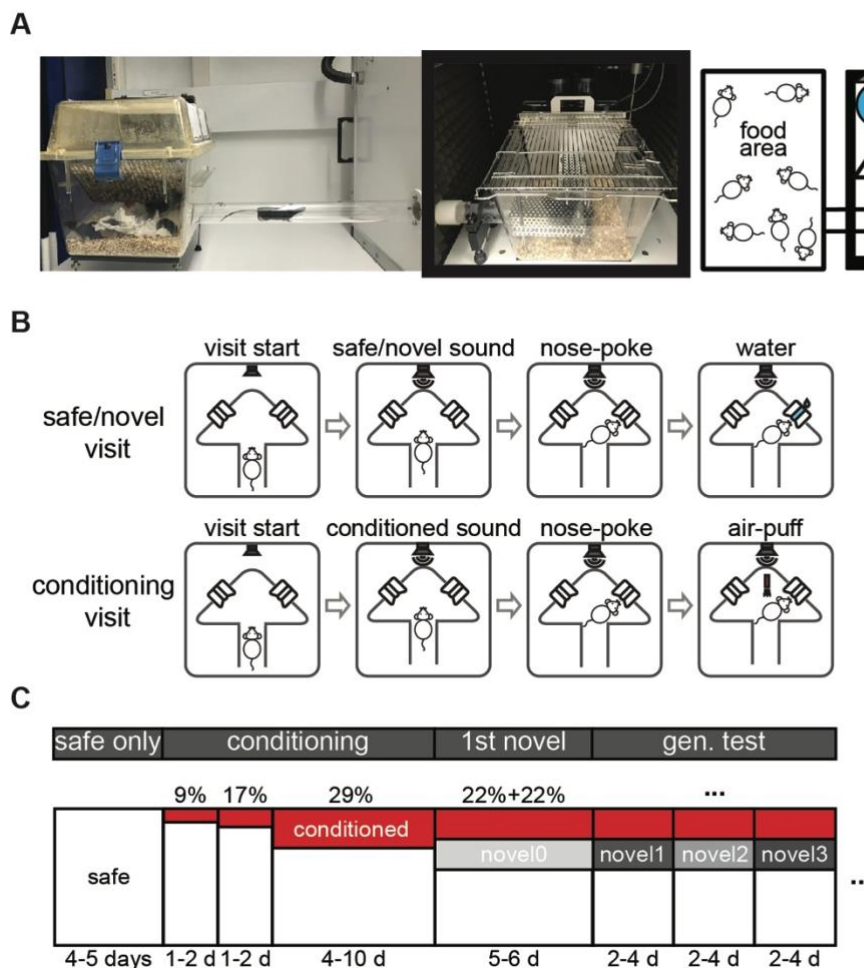 A
food
area
B
visit start safe/novel sound nose-poke water
safe/novel
visit
visit start conditioned sound nose-poke air-puff
conditioning
visit
C
safe only conditioning 1st novel gen. test
9% 17% 29% 22%+22% ...
conditioned
novel0 novel1 novel2 novel3
safe
..
4-5 days 1-2 d 1-2 d 4-10 d 5-6 d 2-4 d 2-4 d 2-4 d